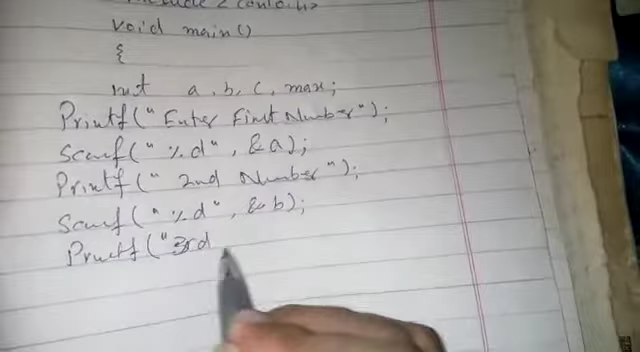 void main()
{
int a, b, c, max;
Printf(" Enter First Number");
Scanf(" %d", &a);
Printf(" 2nd Number ");
Scanf(" %d", &b);
Printf("3rd